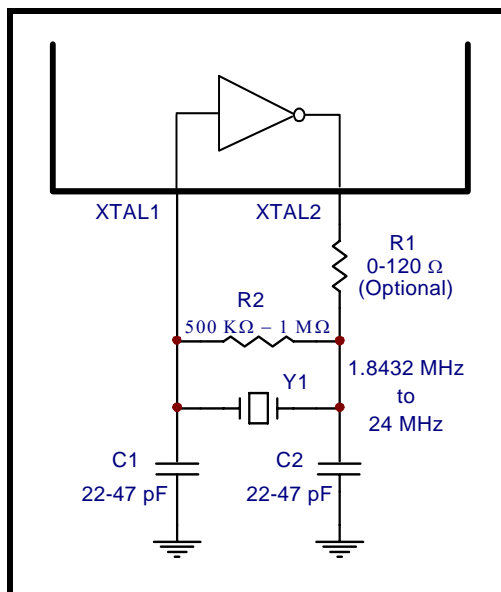 XTAL1
XTAL2
R1
0-120 Ω
(Optional)
R2
500 KΩ – 1 MΩ
Y1
1.8432 MHz
to
24 MHz
C1
22-47 pF
C2
22-47 pF